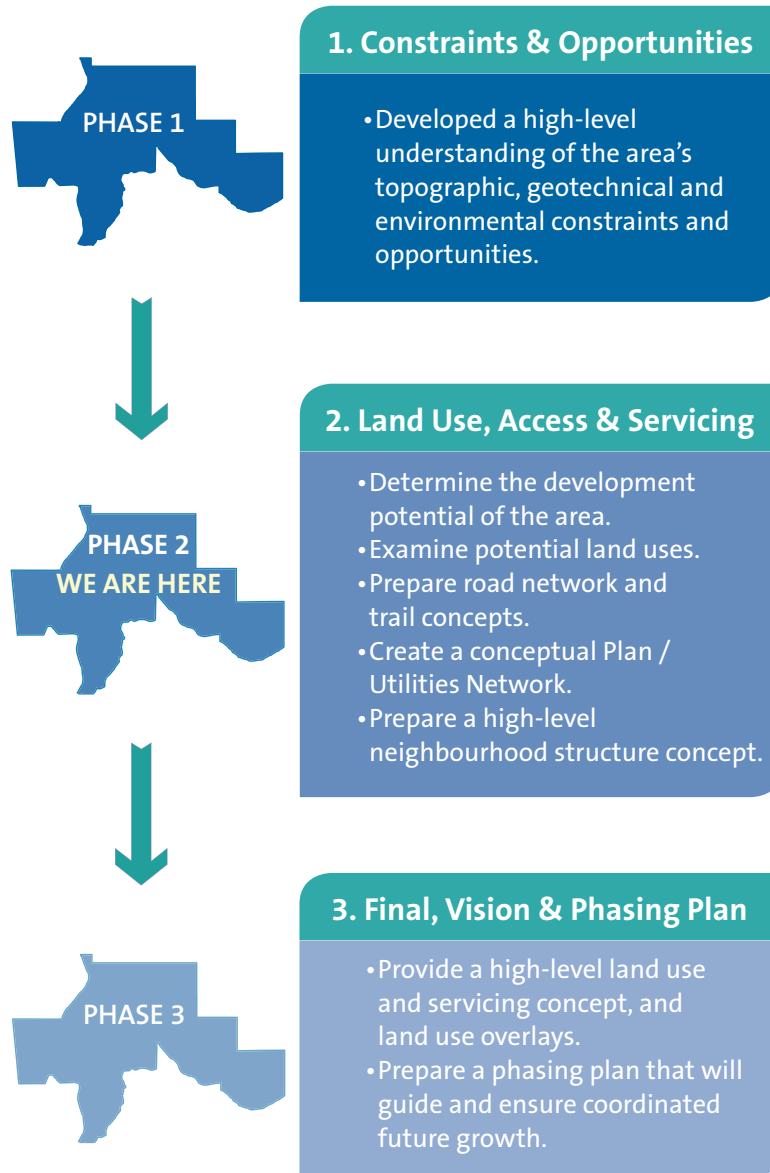 1. Constraints & Opportunities
PHASE 1
•Developed a high-level
understanding of the area's
topographic, geotechnical and
environmental constraints and
opportunities.
2. Land Use, Access & Servicing
•Determine the development
potential of the area.
•Examine potential land uses.
•Prepare road network and
trail concepts.
•Create a conceptual Plan /
Utilities Network.
•Prepare a high-level
neighbourhood structure concept.
PHASE 2
WE ARE HERE
3. Final, Vision & Phasing Plan
•Provide a high-level land use
and servicing concept, and
land use overlays.
•Prepare a phasing plan that will
guide and ensure coordinated
future growth.
PHASE 3